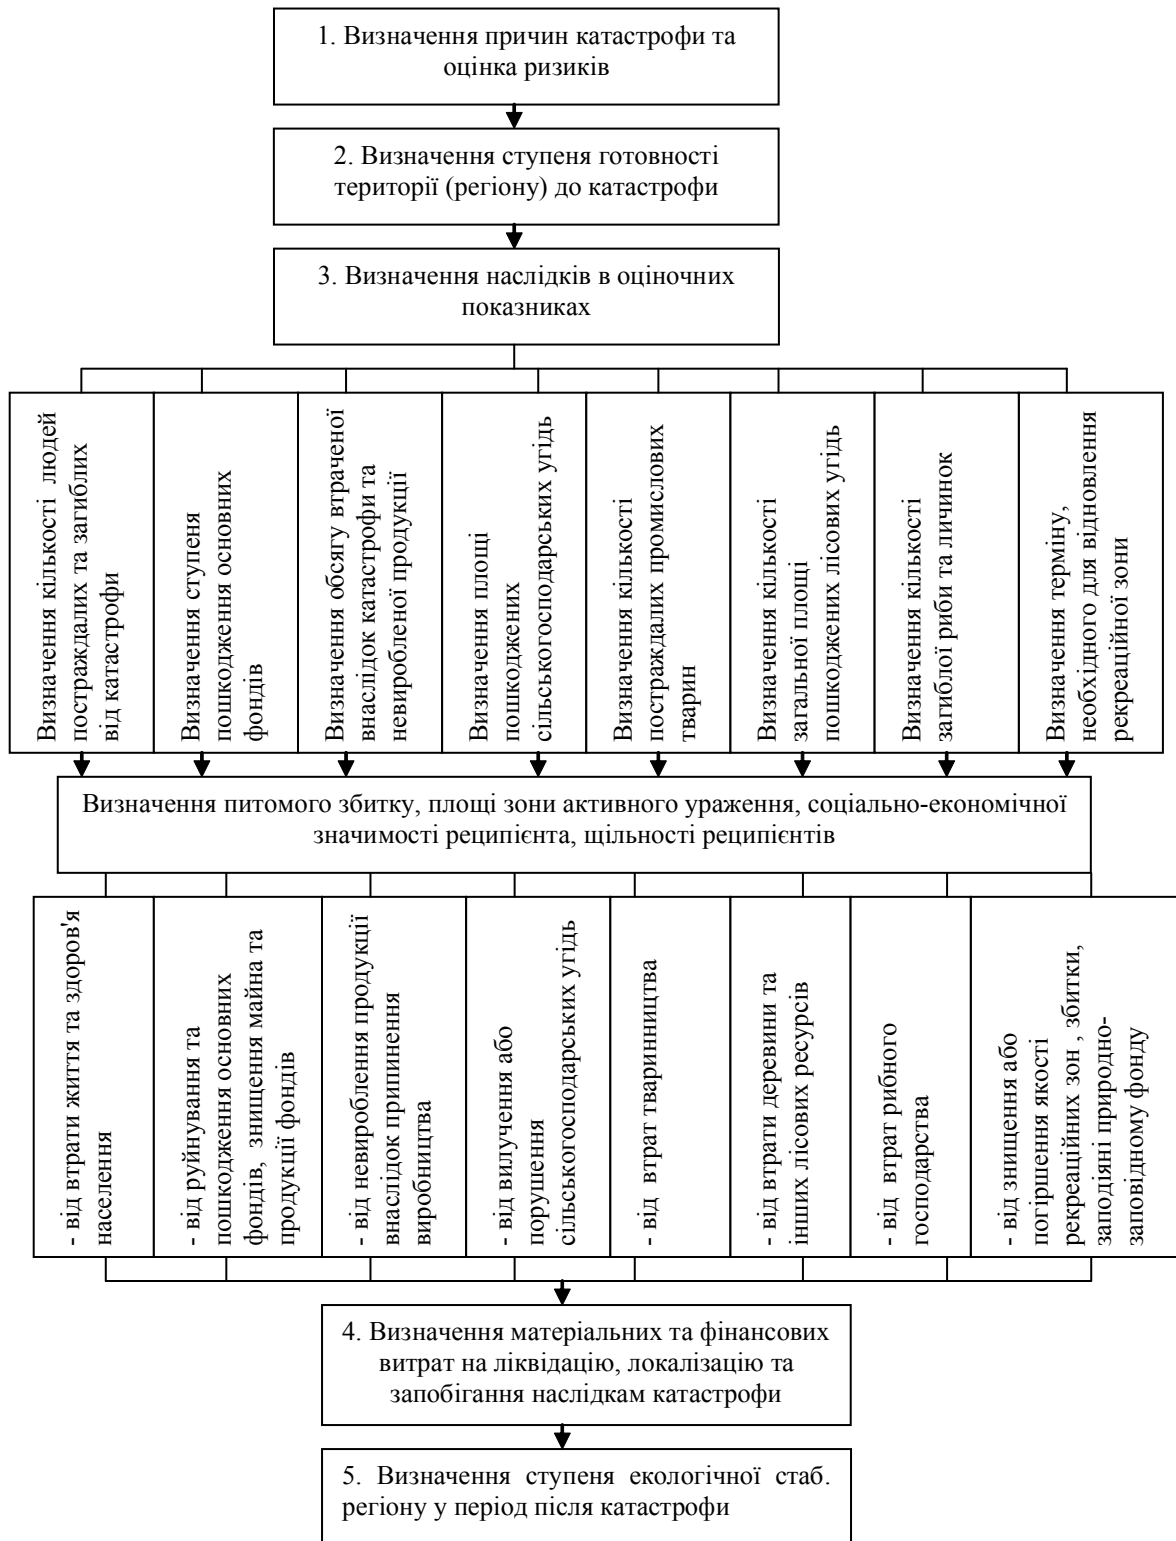 1. Визначення причин катастрофи та
оцінка ризиків
2. Визначення ступеня готовності
території (регіону) до катастрофи
3. Визначення наслідків в оціночних
показниках
Визначення кількості людей
постраждалих та загиблих
від катастрофи
Визначення ступеня
пошкодження основних
фондів
Визначення обсягу втраченої
внаслідок катастрофи та
невиробленої продукції
Визначення площі
пошкоджених
сільськогосподарських угідь
Визначення кількості
постраждалих промислових
тварин
Визначення кількості
загальної площі
пошкоджених лісових угідь
Визначення кількості
загиблої риби та личинок
Визначення терміну,
необхідного для відновлення
рекреаційної зони
Визначення питомого збитку, площі зони активного ураження, соціально-економічної
значимості реципієнта, щільності реципієнтів
- від втрати життя та здоров'я
населення
- від руйнування та
пошкодження основних
фондів, знищення майна та
продукції фондів
- від невироблення продукції
внаслідок припинення
виробництва
- від вилучення або
порушення
сільськогосподарських угідь
- від втрат тваринництва
- від втрати деревини та
інших лісових ресурсів
- від втрат рибного
господарства
- від знищення або
погіршення якості
рекреаційних зон , збитки,
заподіяні природно-
заповідному фонду
4. Визначення матеріальних та фінансових
витрат на ліквідацію, локалізацію та
запобігання наслідкам катастрофи
5. Визначення ступеня екологічної стаб.
регіону у період після катастрофи